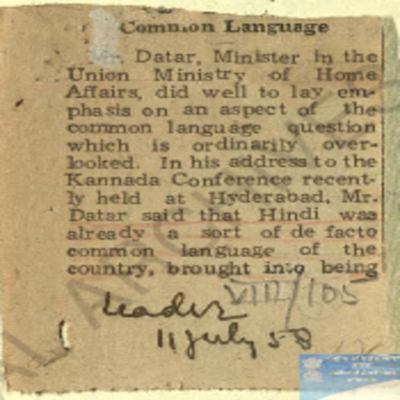 Common Language
Mr. Datar, Minister in the
Union Ministry of Home
Affairs, did well to lay em-
phasis on an aspect of the
common language question
which is ordinarily over-
looked. In his address to the
Kannada Conference recent-
ly held at Hyderabad, Mr.
Datar said that Hindi was
already a sort of de facto
common language of the
country, brought into being
VIII/105
Leader
11 July 58